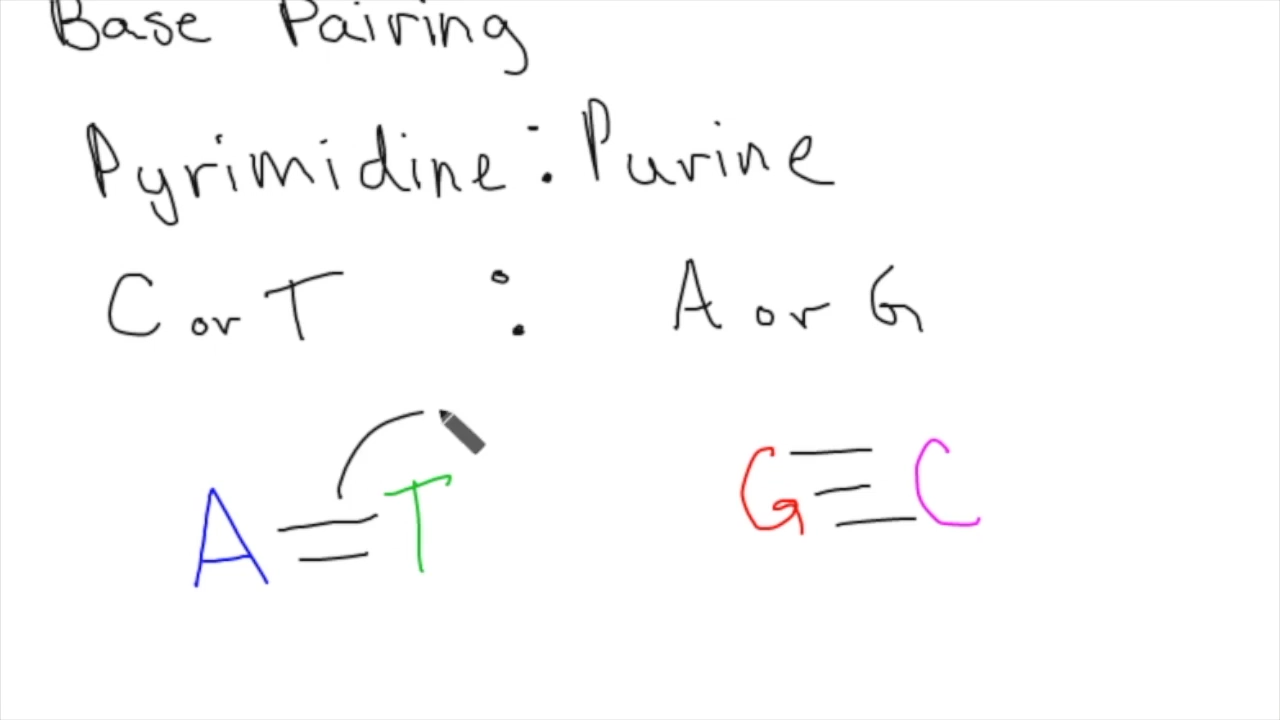 Base Pairing
Pyrimidine : Purine
C or T : A or G
A = T G ≡ C